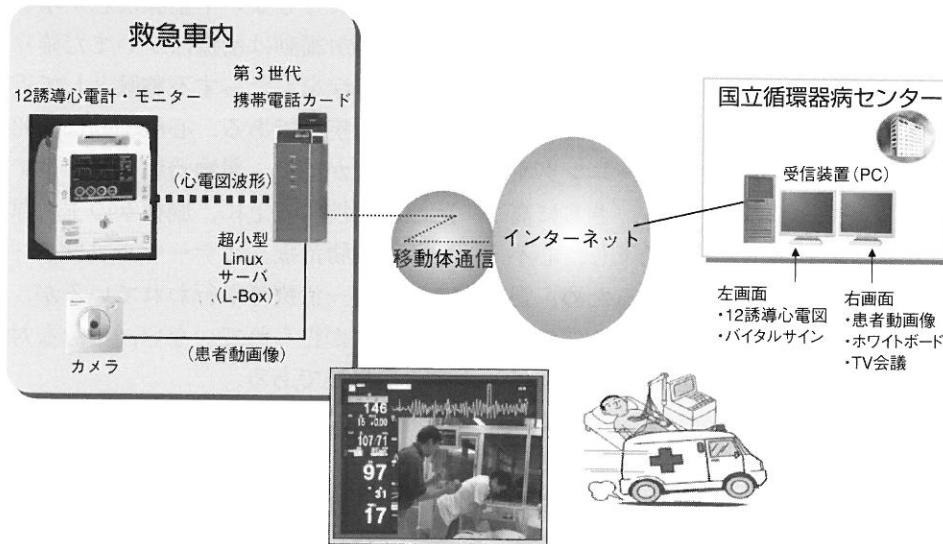 救急車内
第3世代
携帯電話カード
12誘導心電計・モニター
(心電図波形)
超小型
Linux
サーバ
(L-Box)
カメラ
(患者動画像)
移動体通信
インターネット
国立循環器病センター
受信装置(PC)
左画面
・12誘導心電図
・バイタルサイン
右画面
・患者動画像
・ホワイトボード
・TV会議
146
107/71
97
31
17